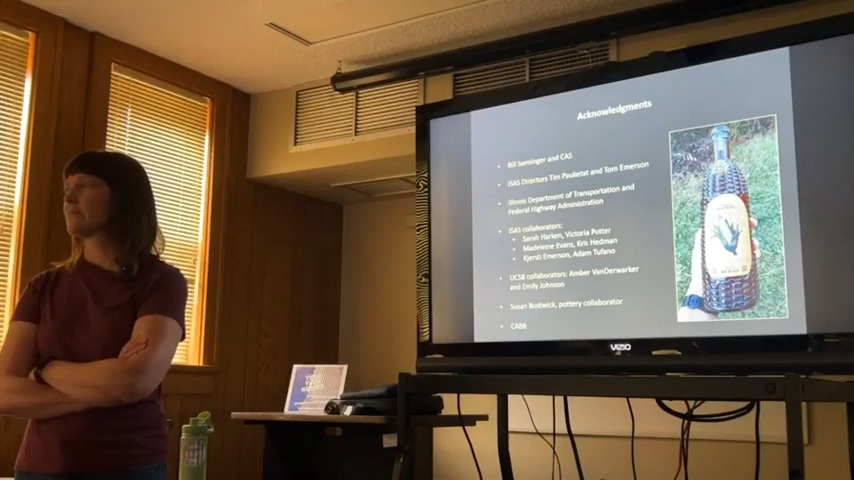 Acknowledgments
• Bill Iseminger and CAS
• ISAS Directors Tim Pauketat and Tom Emerson
• Illinois Department of Transportation and
Federal Highway Administration
• ISAS collaborators:
• Sarah Harken, Victoria Potter
• Madeleine Evans, Kris Hedman
• Kjersti Emerson, Adam Tufano
• UCSB collaborators: Amber VanDerwarker
and Emily Johnson
• Susan Bostwick, pottery collaborator
• CABB
VIZIO